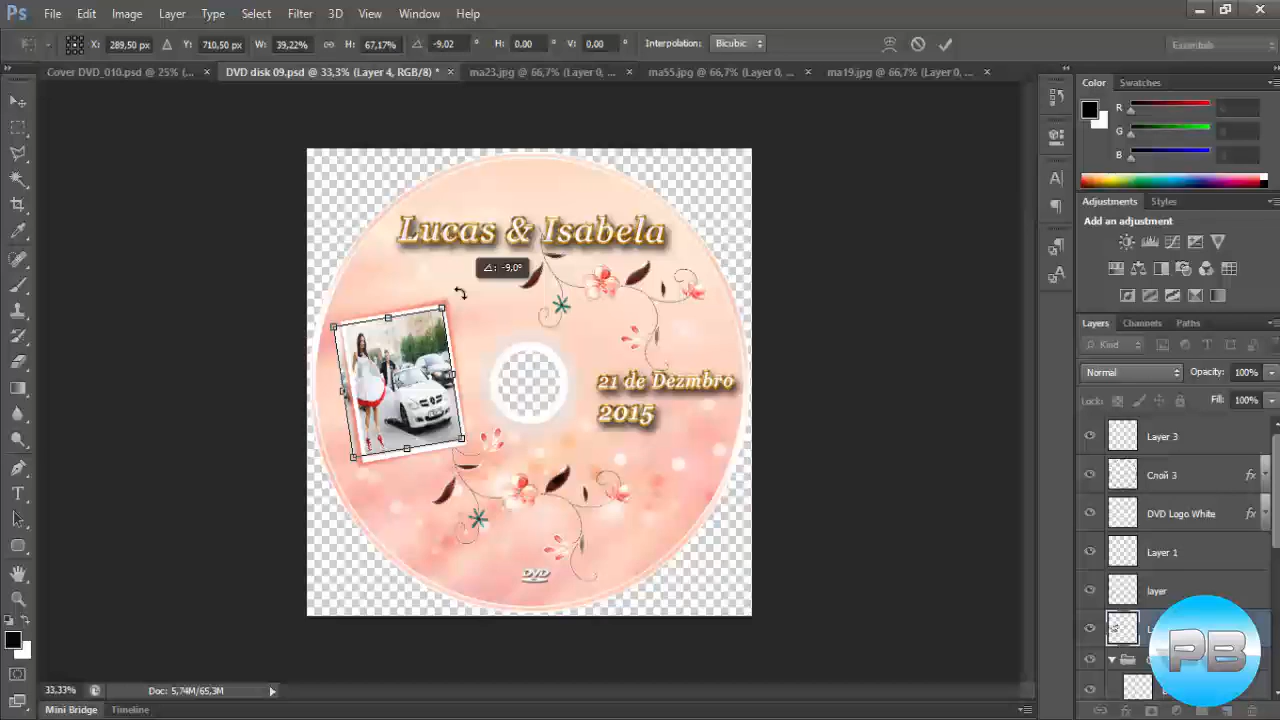 Ps File Edit Image Layer Type Select Filter 3D View Window Help
X: 289,50 px Y: 710,50 px W: 39,22% H: 67,17% -9.02 ° H: 0.00 ° V: 0.00 ° Interpolation: Bicubic Essentials
Cover DVD_010.psd @ 25% (... × DVD disk 09.psd @ 33,3% (Layer 4, RGB/8) * × ma23.jpg @ 66,7% (Layer 0, ... × ma55.jpg @ 66,7% (Layer 0, ... × ma19.jpg @ 66,7% (Layer 0, ... ×
Color Swatches
R
G
B
Adjustments Styles
Add an adjustment
Lucas & Isabela
-9,0°
21 de Dezmbro
2015
DVD
Layers Channels Paths
Kind
Normal Opacity: 100%
Lock: Fill: 100%
Layer 3
Слой 3 fx
DVD Logo White fx
Layer 1
layer
PB
33,33% Doc: 5,74M/65,3M
Mini Bridge Timeline